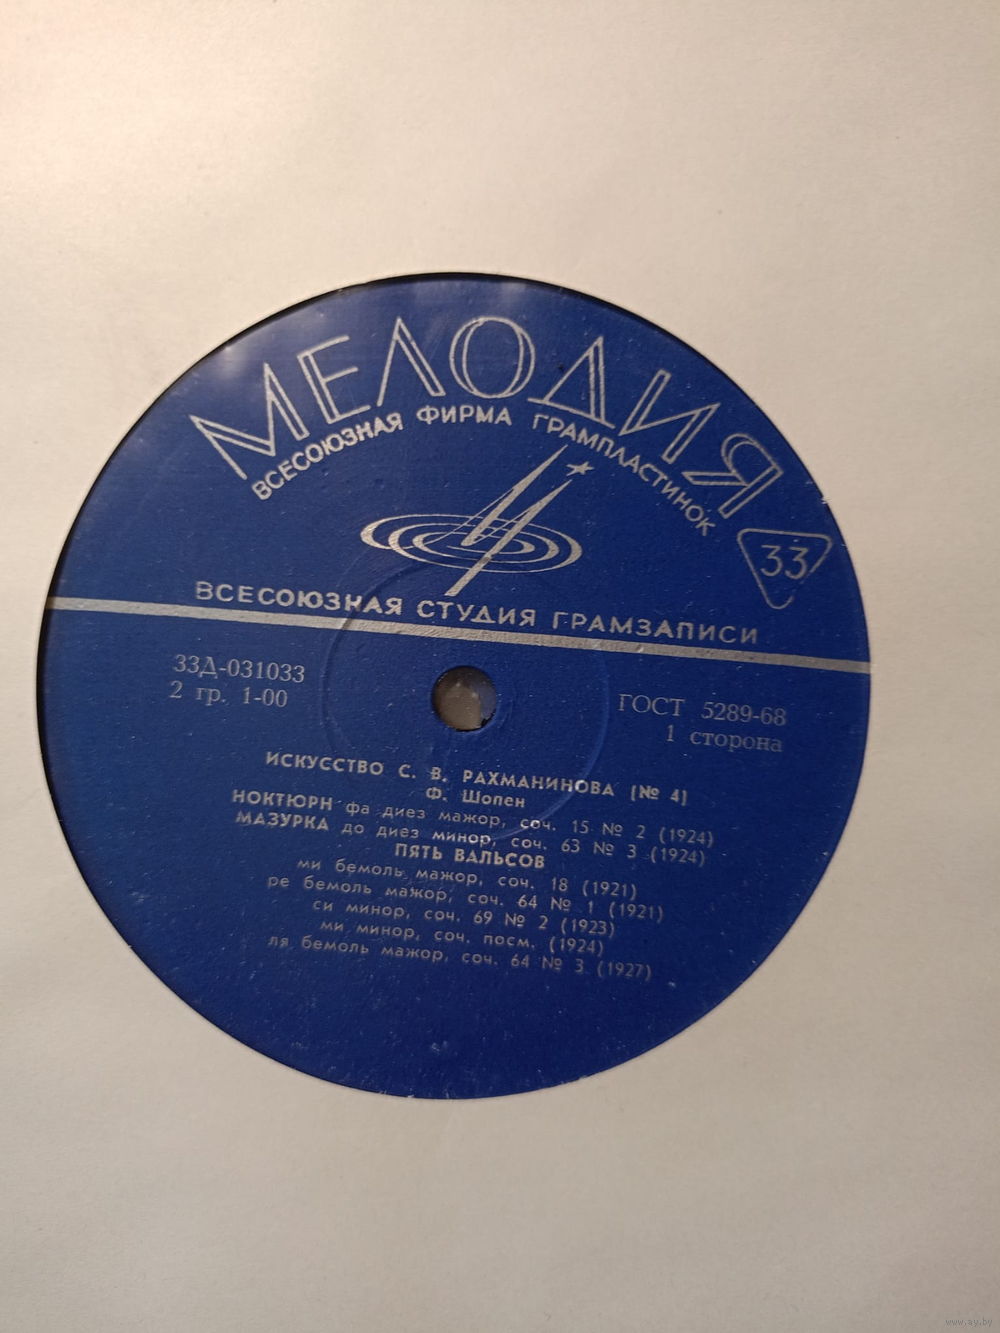 МЕЛОДИЯ
ВСЕСОЮЗНАЯ ФИРМА ГРАМПЛАСТИНОК
33
ВСЕСОЮЗНАЯ СТУДИЯ ГРАМЗАПИСИ
33Д-031033
2 гр. 1-00
ГОСТ 5289-68
1 сторона
ИСКУССТВО С. В. РАХМАНИНОВА (№ 4)
Ф. Шопен
НОКТЮРН фа диез мажор, соч. 15 № 2 (1924)
МАЗУРКА до диез минор, соч. 63 № 3 (1924)
ПЯТЬ ВАЛЬСОВ
ми бемоль мажор, соч. 18 (1921)
ре бемоль мажор, соч. 64 № 1 (1921)
си минор, соч. 69 № 2 (1923)
ми минор, соч. посм. (1924)
ля бемоль мажор, соч. 64 № 3 (1927)
www.ay.by